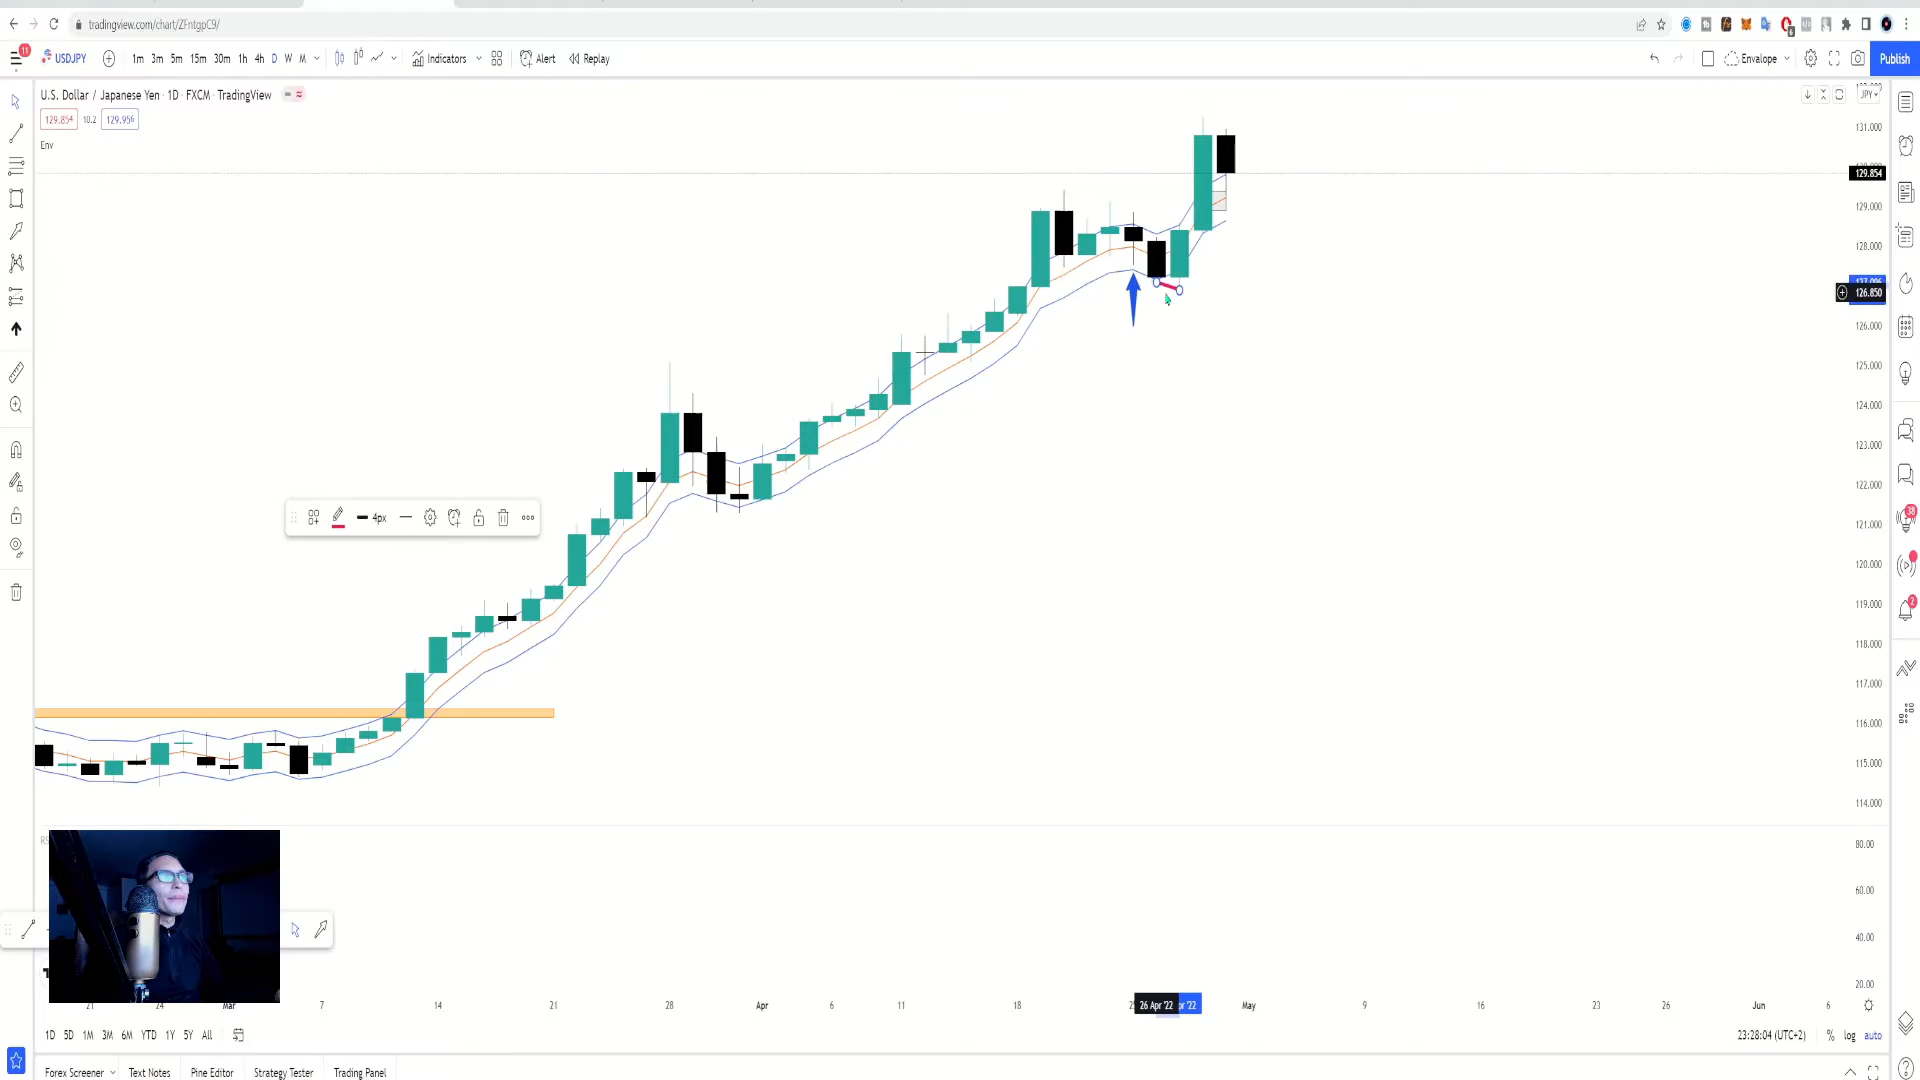 tradingview.com/chart/ZFntgpC9/
11
USDJPY
1m 3m 5m 15m 30m 1h 4h D W M
Indicators
Alert
Replay
Envelope
Publish
U.S. Dollar / Japanese Yen · 1D · FXCM · TradingView
JPY
129.854 10.2 129.956
Env
131.000
129.854
129.000
128.000
126.850
126.000
125.000
124.000
123.000
122.000
121.000
120.000
119.000
118.000
117.000
116.000
115.000
114.000
4px
38
2
80.00
60.00
40.00
20.00
21 24 Mar 7 14 21 28 Apr 6 11 18 26 Apr '22 May 9 16 23 26 Jun 6
1D 5D 1M 3M 6M YTD 1Y 5Y All
23:28:04 (UTC+2) % log auto
Forex Screener Text Notes Pine Editor Strategy Tester Trading Panel